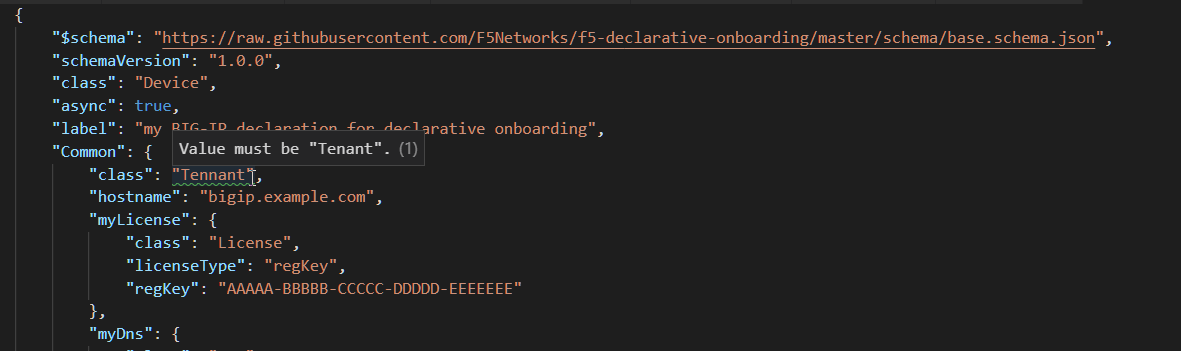 {
"$schema": "https://raw.githubusercontent.com/F5Networks/f5-declarative-onboarding/master/schema/base.schema.json",
"schemaVersion": "1.0.0",
"class": "Device",
"async": true,
"label": "my BIG-IP declaration for declarative onboarding",
"Common": {
Value must be "Tenant". (1)
"class": "Tennant",
"hostname": "bigip.example.com",
"myLicense": {
"class": "License",
"licenseType": "regKey",
"regKey": "AAAAA-BBBBB-CCCCC-DDDDD-EEEEEEE"
},
"myDns": {